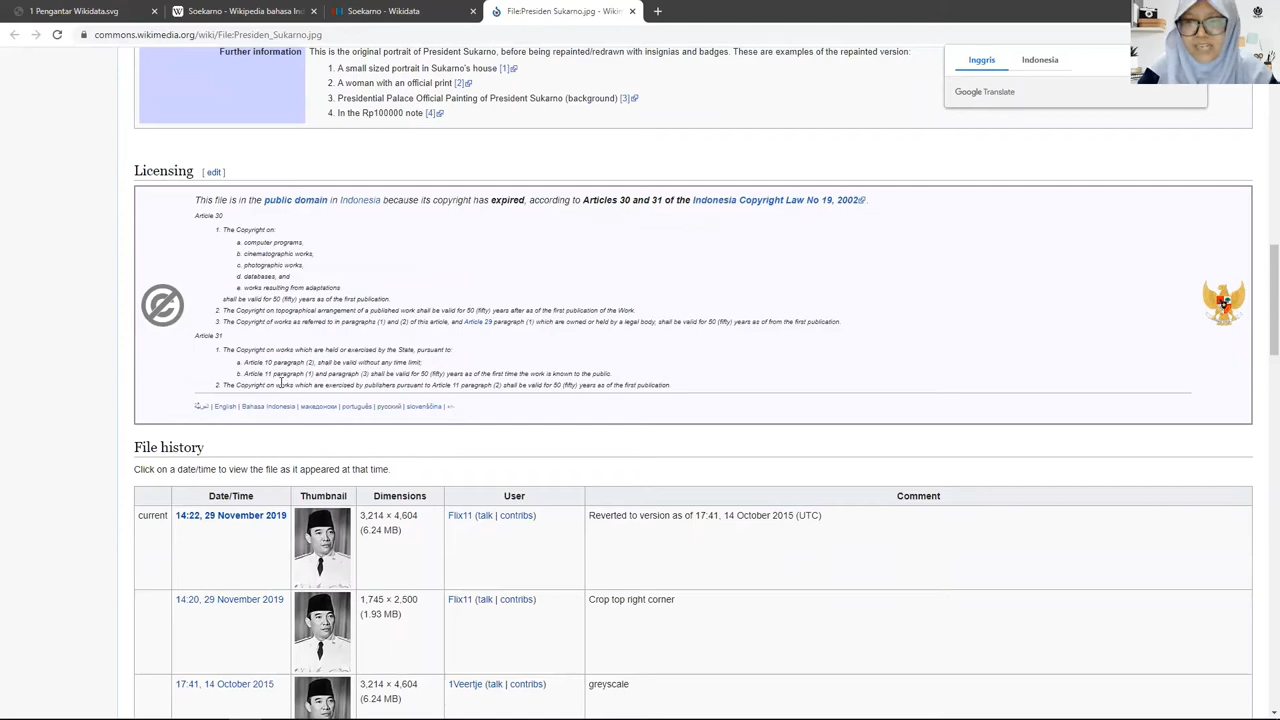 1 Pengantar Wikidata.svg
Soekarno - Wikipedia bahasa Ind
Soekarno - Wikidata
File:Presiden Sukarno.jpg - Wikim
commons.wikimedia.org/wiki/File:Presiden_Sukarno.jpg
Inggris Indonesia
Google Translate
Further information This is the original portrait of President Sukarno, before being repainted/redrawn with insignias and badges. These are examples of the repainted version:
1. A small sized portrait in Sukarno's house [1]
2. A woman with an official print [2]
3. Presidential Palace Official Painting of President Sukarno (background) [3]
4. In the Rp100000 note [4]
Licensing [ edit ]
This file is in the public domain in Indonesia because its copyright has expired, according to Articles 30 and 31 of the Indonesia Copyright Law No 19, 2002.
Article 30
1. The Copyright on:
a. computer programs,
b. cinematographic works,
c. photographic works,
d. databases, and
e. works resulting from adaptations
shall be valid for 50 (fifty) years as of the first publication.
2. The Copyright on topographical arrangement of a published work shall be valid for 50 (fifty) years after as of the first publication of the Work.
3. The Copyright of works as referred to in paragraphs (1) and (2) of this article, and Article 29 paragraph (1) which are owned or held by a legal body, shall be valid for 50 (fifty) years as of from the first publication.
Article 31
1. The Copyright on works which are held or exercised by the State, pursuant to:
a. Article 10 paragraph (2), shall be valid without any time limit;
b. Article 11 paragraph (1) and paragraph (3) shall be valid for 50 (fifty) years as of the first time the work is known to the public.
2. The Copyright on works which are exercised by publishers pursuant to Article 11 paragraph (2) shall be valid for 50 (fifty) years as of the first publication.
العربيّة | English | Bahasa Indonesia | македонски | português | русский | slovenščina | +/−
File history
Click on a date/time to view the file as it appeared at that time.
Date/Time Thumbnail Dimensions User Comment
current 14:22, 29 November 2019 3,214 × 4,604 Flix11 (talk | contribs) Reverted to version as of 17:41, 14 October 2015 (UTC)
(6.24 MB)
14:20, 29 November 2019 1,745 × 2,500 Flix11 (talk | contribs) Crop top right corner
(1.93 MB)
17:41, 14 October 2015 3,214 × 4,604 1Veertje (talk | contribs) greyscale
(6.24 MB)